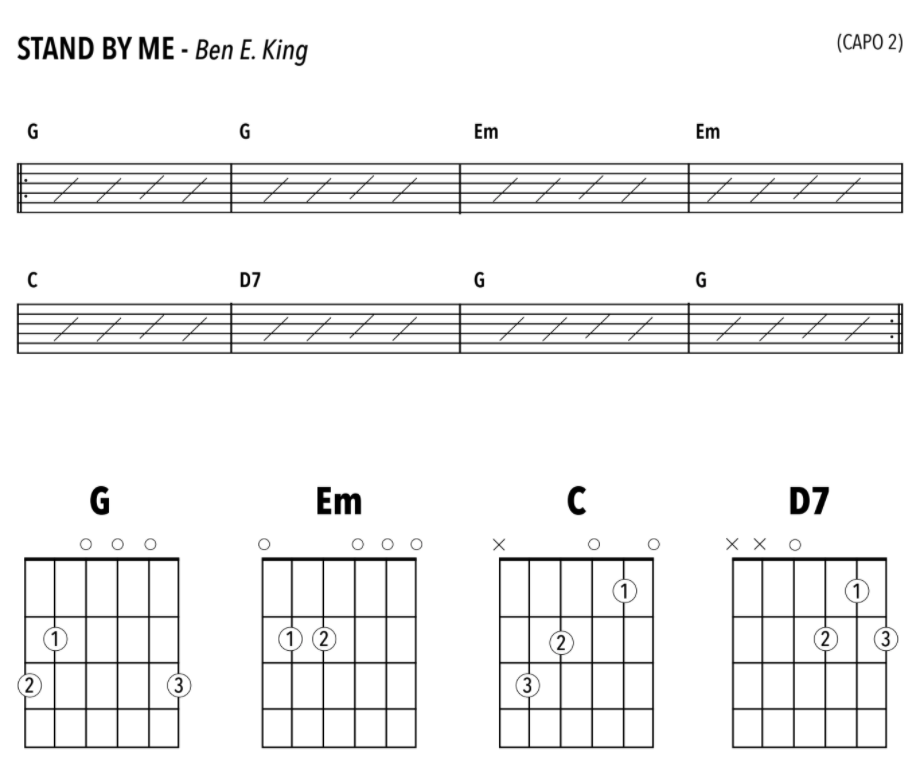 STAND BY ME - Ben E. King (CAPO 2)
G G Em Em
C D7 G G
G Em C D7
○ ○ ○ ○ ○ ○ ○ × ○ ○ × × ○
1 1
1 1 2 2 2 3
2 3 3